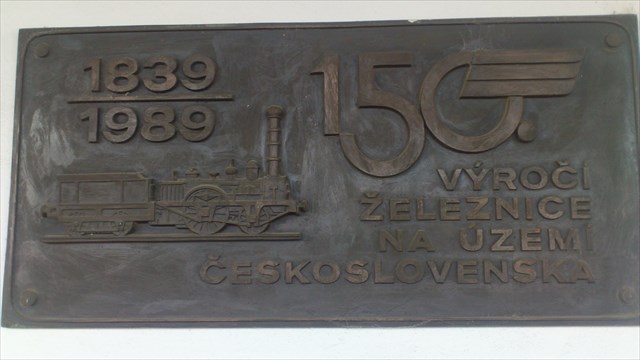 1839
1989
150.
VÝROČÍ
ŽELEZNICE
NA ÚZEMÍ
ČESKOSLOVENSKA